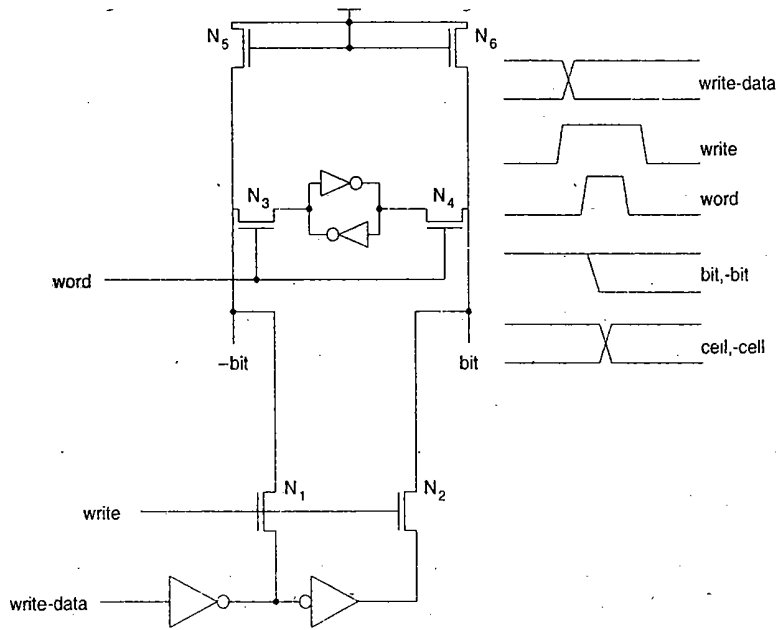 N5
N6
write-data
write
N3
N4
word
word
bit,-bit
cell,-cell
-bit
bit
N1
N2
write
write-data